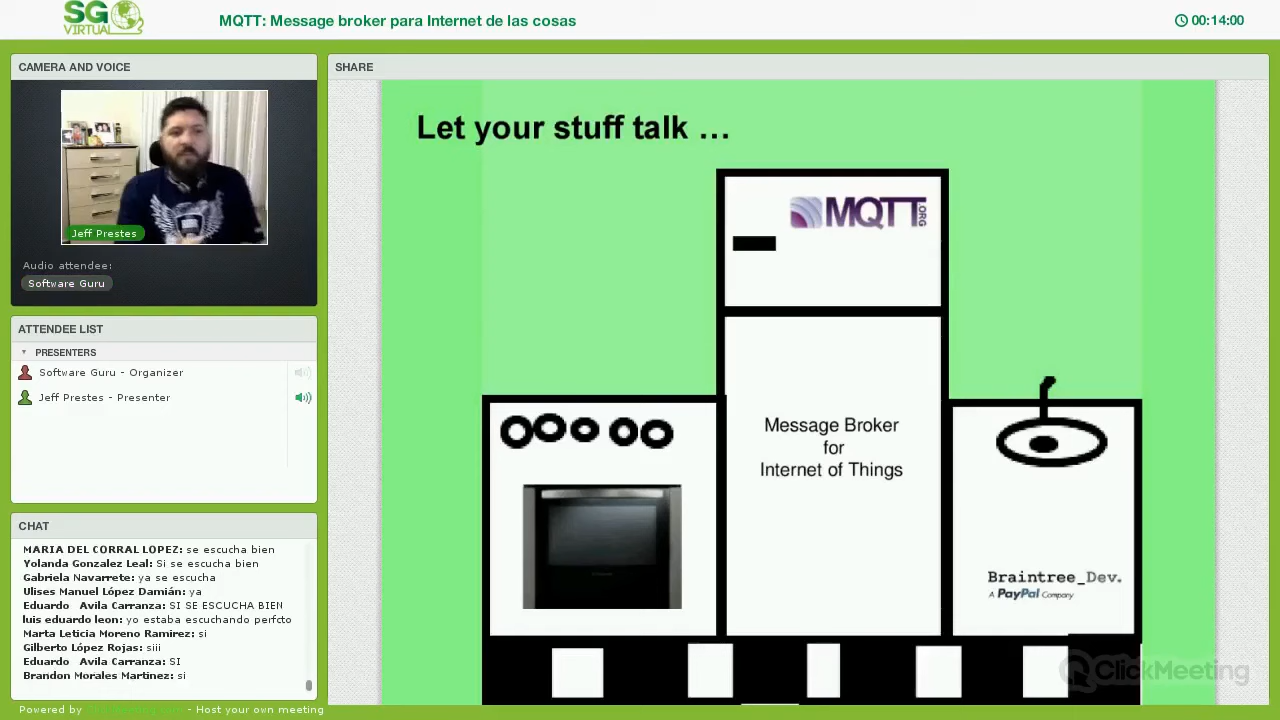 SG
VIRTUAL
MQTT: Message broker para Internet de las cosas
00:14:00
CAMERA AND VOICE
Jeff Prestes
Audio attendee:
Software Guru
ATTENDEE LIST
PRESENTERS
Software Guru - Organizer
Jeff Prestes - Presenter
CHAT
MARIA DEL CORRAL LOPEZ: se escucha bien
Yolanda Gonzalez Leal: Si se escucha bien
Gabriela Navarrete: ya se escucha
Ulises Manuel López Damián: ya
Eduardo Avila Carranza: SI SE ESCUCHA BIEN
luis eduardo leon: yo estaba escuchando perfcto
Marta Leticia Moreno Ramirez: si
Gilberto López Rojas: siii
Eduardo Avila Carranza: SI
Brandon Morales Martinez: si
Powered by
- Host your own meeting
SHARE
Let your stuff talk ...
MQTT.ORG
Message Broker
for
Internet of Things
Braintree_Dev.
A PayPal Company
ClickMeeting